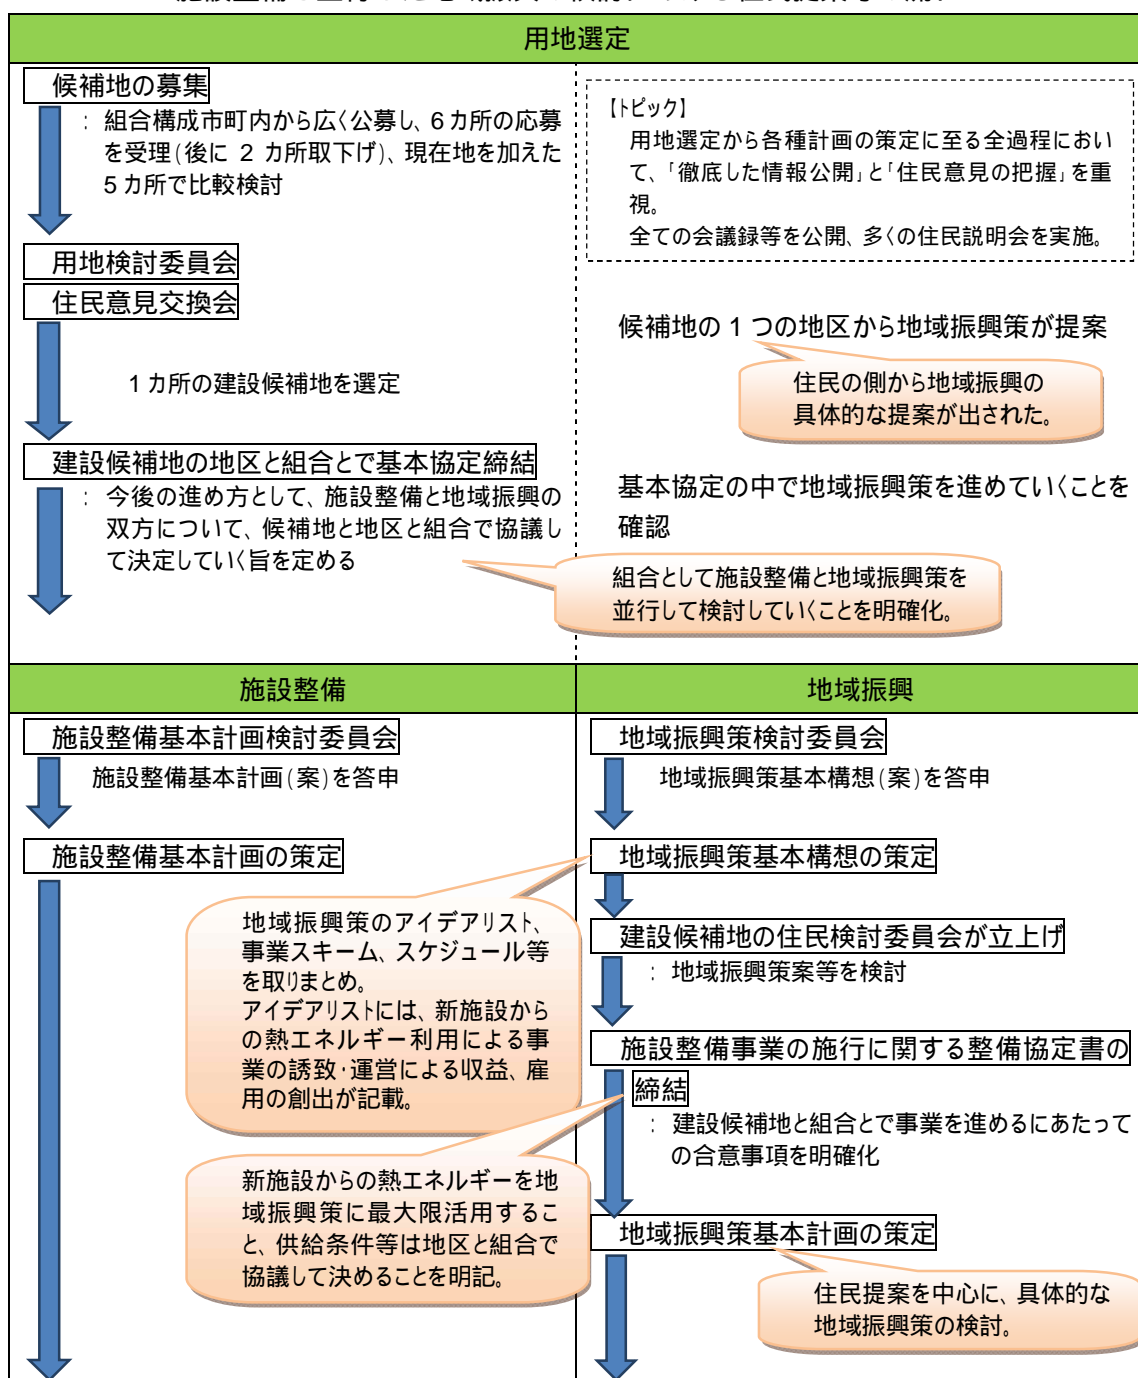 用地選定
候補地の募集
： 組合構成市町内から広く公募し、6カ所の応募
を受理(後に 2 カ所取下げ)、現在地を加えた
5カ所で比較検討
用地検討委員会
住民意見交換会
1カ所の建設候補地を選定
建設候補地の地区と組合とで基本協定締結
： 今後の進め方として、施設整備と地域振興の
双方について、候補地と地区と組合で協議し
て決定していく旨を定める
【トピック】
用地選定から各種計画の策定に至る全過程におい
て、「徹底した情報公開」と「住民意見の把握」を重
視。
全ての会議録等を公開、多くの住民説明会を実施。
候補地の 1 つの地区から地域振興策が提案
住民の側から地域振興の
具体的な提案が出された。
基本協定の中で地域振興策を進めていくことを
確認
組合として施設整備と地域振興策を
並行して検討していくことを明確化。
施設整備
施設整備基本計画検討委員会
施設整備基本計画(案)を答申
施設整備基本計画の策定
地域振興
地域振興策検討委員会
地域振興策基本構想(案)を答申
地域振興策基本構想の策定
地域振興策のアイデアリスト、
事業スキーム、スケジュール等
を取りまとめ。
アイデアリストには、新施設から
の熱エネルギー利用による事
業の誘致・運営による収益、雇
用の創出が記載。
建設候補地の住民検討委員会が立上げ
： 地域振興策案等を検討
施設整備事業の施行に関する整備協定書の
締結
： 建設候補地と組合とで事業を進めるにあたって
の合意事項を明確化
新施設からの熱エネルギーを地
域振興策に最大限活用するこ
と、供給条件等は地区と組合で
協議して決めることを明記。
地域振興策基本計画の策定
住民提案を中心に、具体的な
地域振興策の検討。